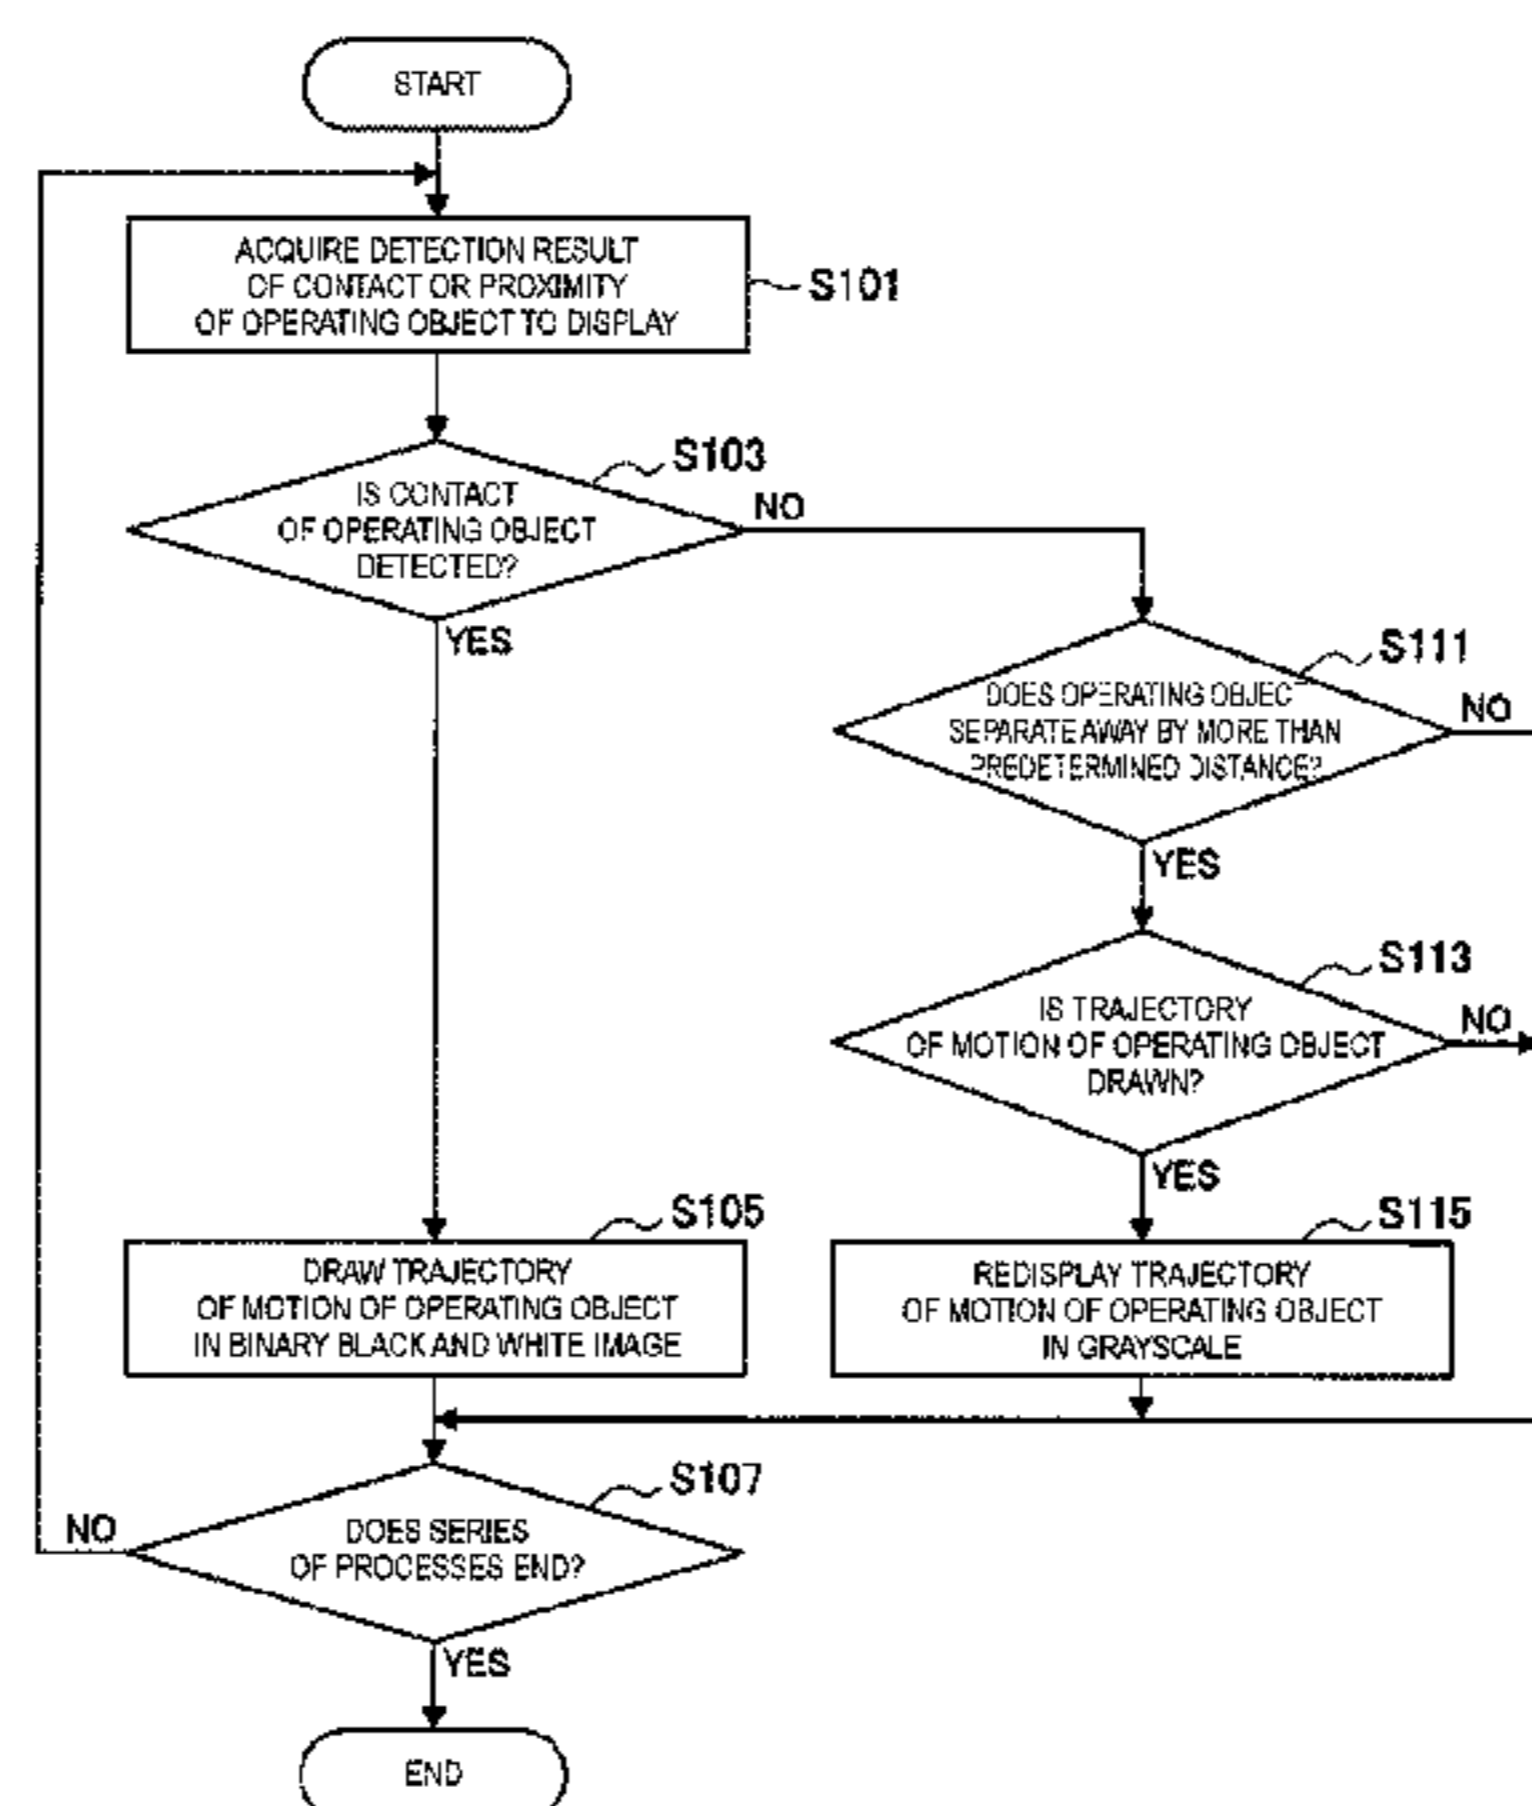 START
ACQUIRE DETECTION RESULT
OF CONTACT OR PROXIMITY
OF OPERATING OBJECT TO DISPLAY
S101
S103
IS CONTACT
OF OPERATING OBJECT
DETECTED?
NO
YES
S111
DOES OPERATING OBJECT
SEPARATE AWAY BY MORE THAN
PREDETERMINED DISTANCE?
NO
YES
S113
IS TRAJECTORY
OF MOTION OF OPERATING OBJECT
DRAWN?
NO
YES
S105
DRAW TRAJECTORY
OF MOTION OF OPERATING OBJECT
IN BINARY BLACK AND WHITE IMAGE
S115
REDISPLAY TRAJECTORY
OF MOTION OF OPERATING OBJECT
IN GRAYSCALE
S107
DOES SERIES
OF PROCESSES END?
NO
YES
END